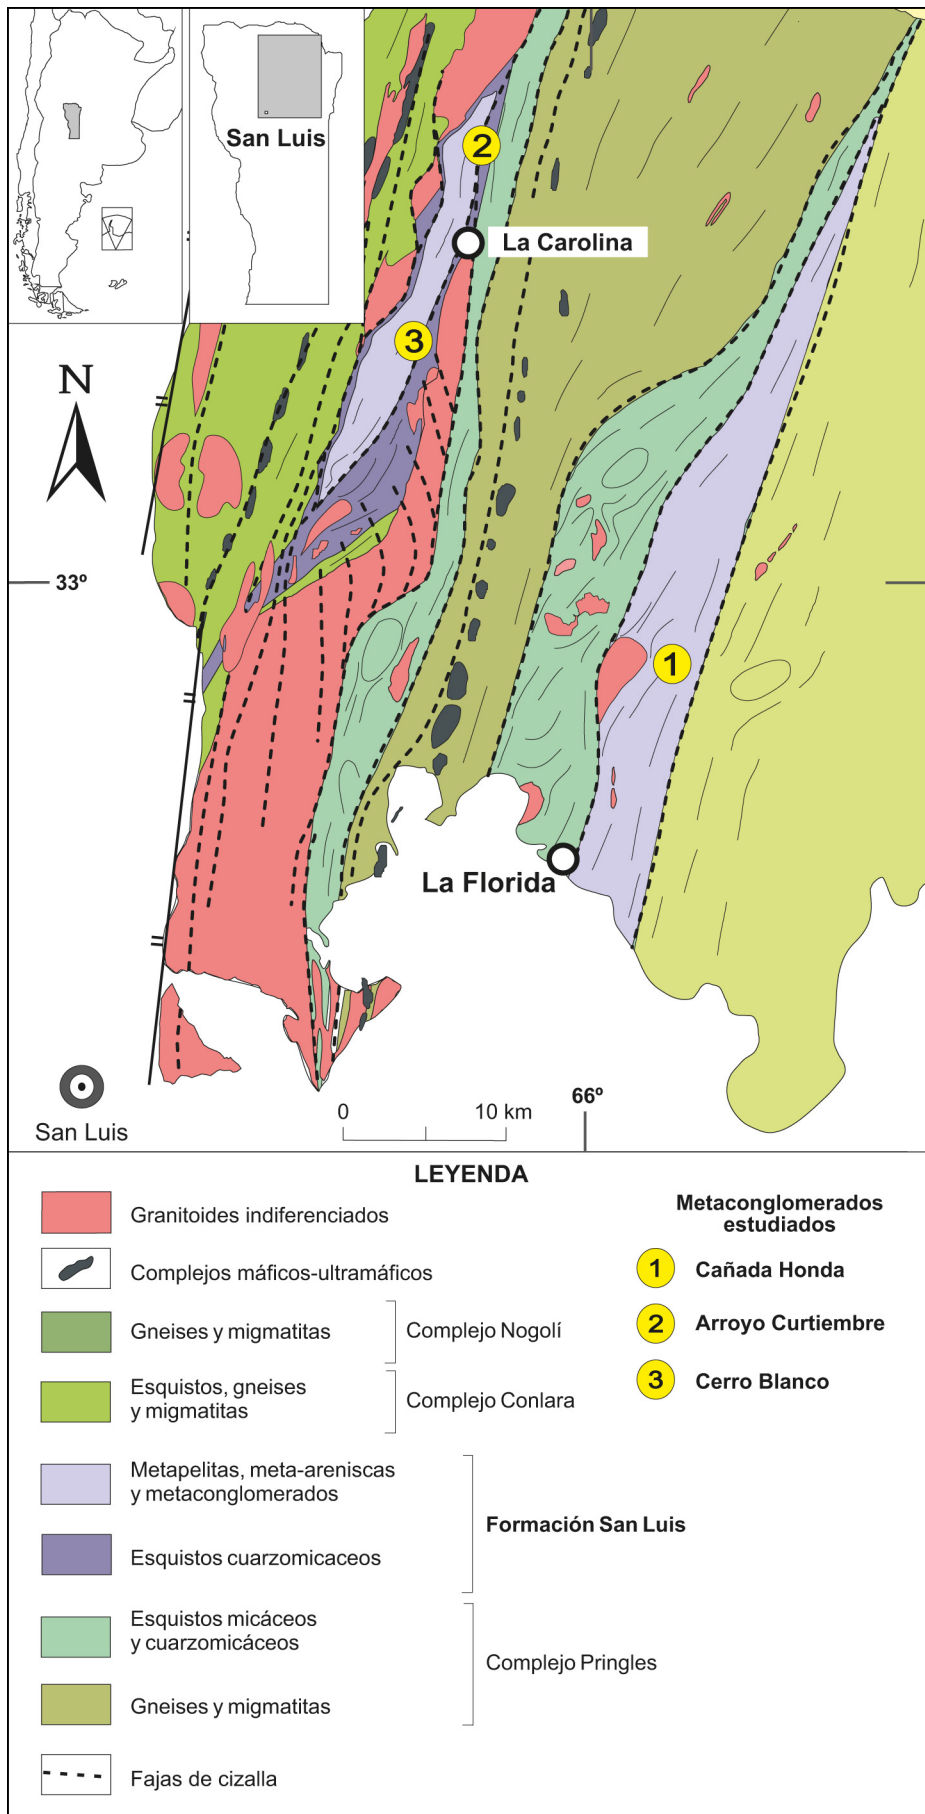 San Luis
2
La Carolina
3
N
33º
1
La Florida
San Luis
0 10 km
66º
LEYENDA
Granitoides indiferenciados
Complejos máficos-ultramáficos
Gneises y migmatitas
Complejo Nogolí
Esquistos, gneises
y migmatitas
Complejo Conlara
Metapelitas, meta-areniscas
y metaconglomerados
Formación San Luis
Esquistos cuarzomicaceos
Esquistos micáceos
y cuarzomicáceos
Complejo Pringles
Gneises y migmatitas
Fajas de cizalla
Metaconglomerados
estudiados
1 Cañada Honda
2 Arroyo Curtiembre
3 Cerro Blanco